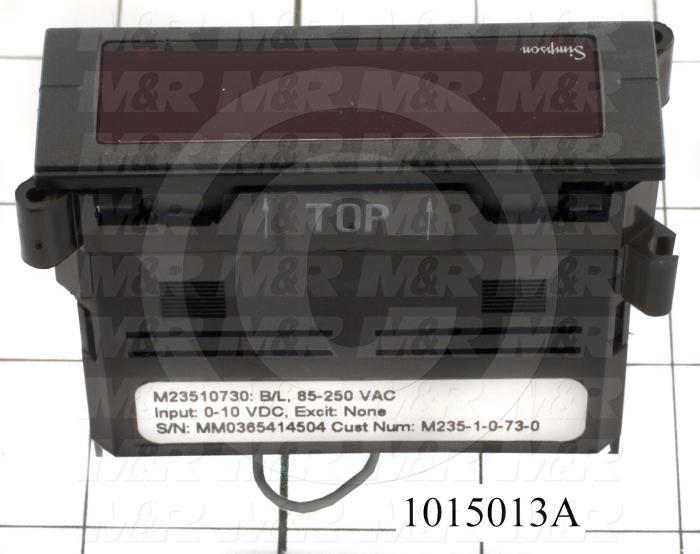 Simpson
TOP
M23510730: B/L, 85-250 VAC
Input: 0-10 VDC, Excit: None
S/N: MM0365414504 Cust Num: M235-1-0-73-0
1015013A
M&R